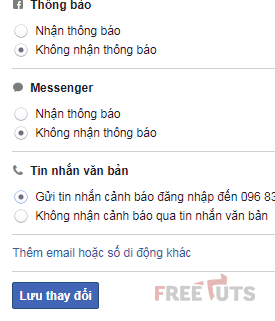 Thông báo
Nhận thông báo
Không nhận thông báo
Messenger
Nhận thông báo
Không nhận thông báo
Tin nhắn văn bản
Gửi tin nhắn cảnh báo đăng nhập đến 096 83
Không nhận cảnh báo qua tin nhắn văn bản
Thêm email hoặc số di động khác
Lưu thay đổi
FREETUTS